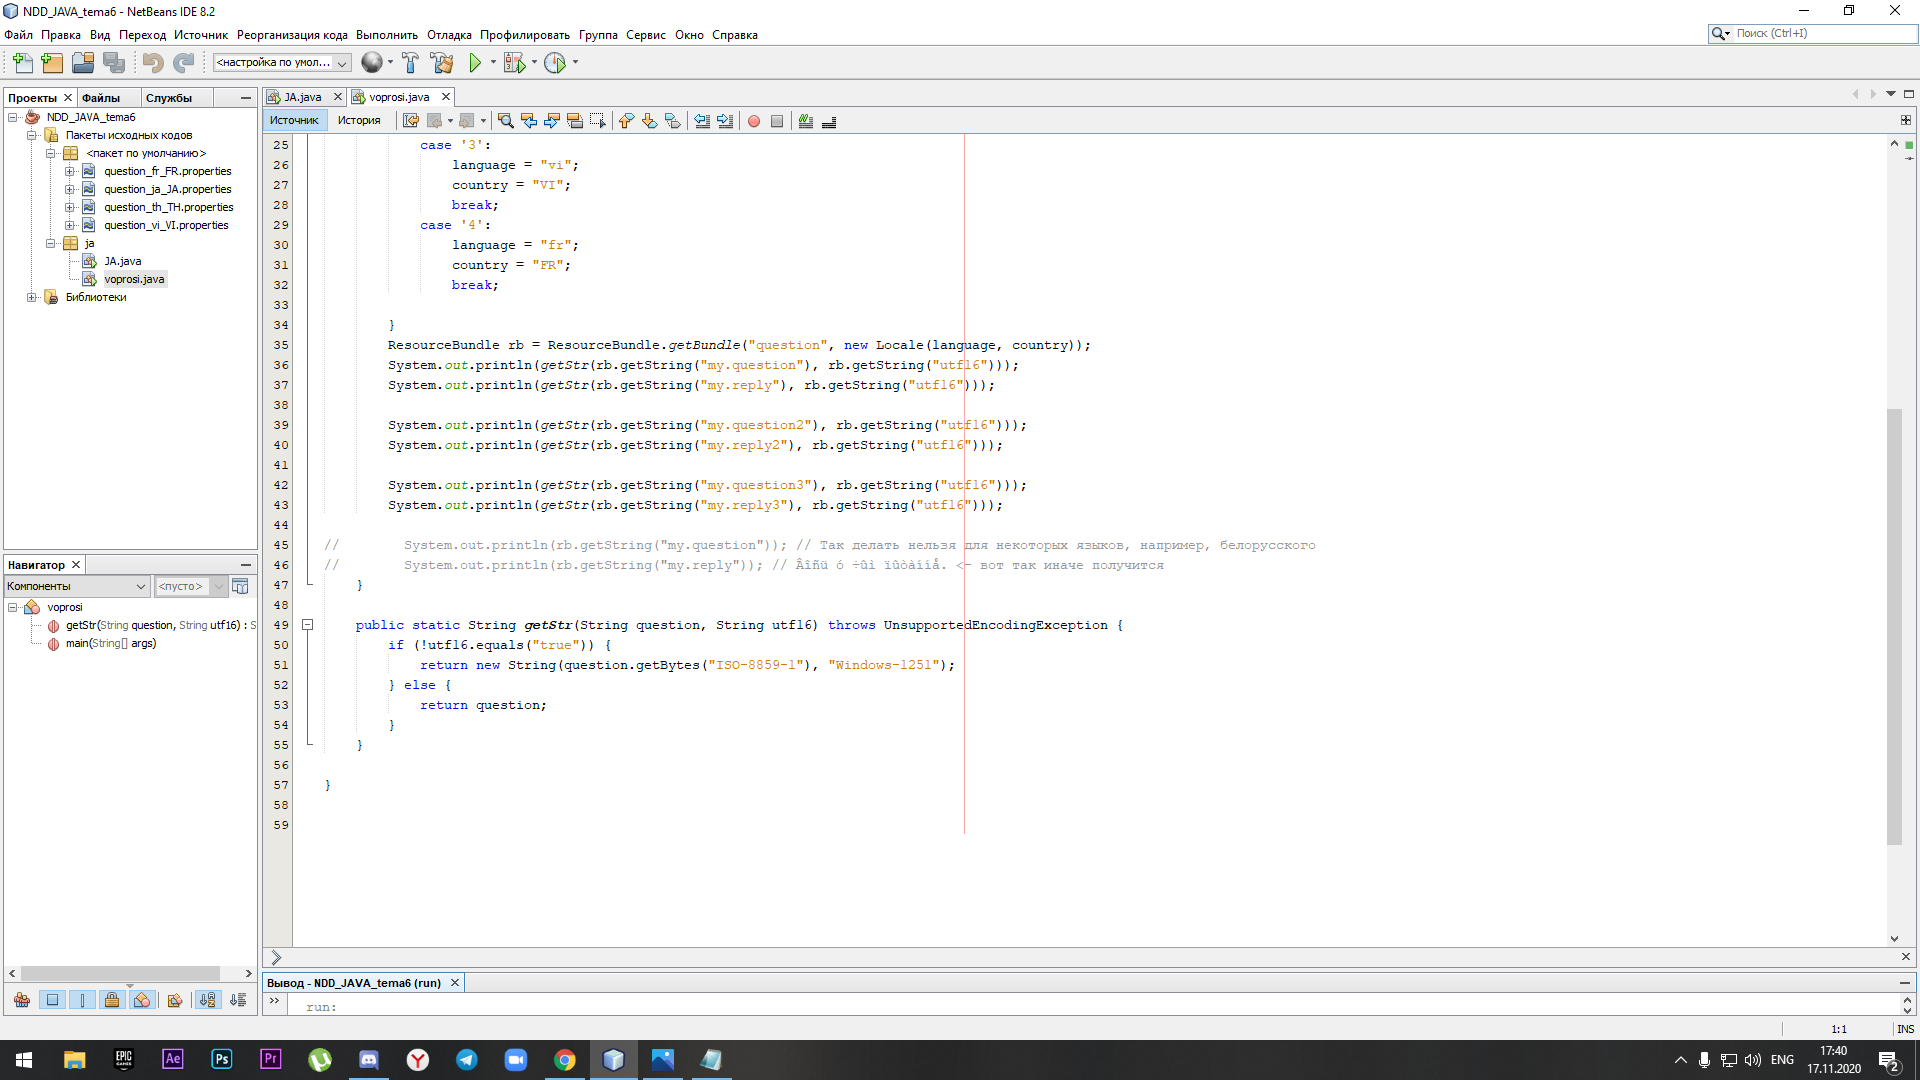 NDD_JAVA_tema6 - NetBeans IDE 8.2
Файл Правка Вид Переход Источник Реорганизация кода Выполнить Отладка Профилировать Группа Сервис Окно Справка
Поиск (Ctrl+I)
<настройка по умол...
Проекты Файлы Службы
NDD_JAVA_tema6
Пакеты исходных кодов
<пакет по умолчанию>
question_fr_FR.properties
question_ja_JA.properties
question_th_TH.properties
question_vi_VI.properties
ja
JA.java
voprosi.java
Библиотеки
Навигатор
Компоненты <пусто>
voprosi
getStr(String question, String utf16) : S
main(String[] args)
JA.java voprosi.java
Источник История
25 case '3':
26 language = "vi";
27 country = "VI";
28 break;
29 case '4':
30 language = "fr";
31 country = "FR";
32 break;
33
34 }
35 ResourceBundle rb = ResourceBundle.getBundle("question", new Locale(language, country));
36 System.out.println(getStr(rb.getString("my.question"), rb.getString("utf16")));
37 System.out.println(getStr(rb.getString("my.reply"), rb.getString("utf16")));
38
39 System.out.println(getStr(rb.getString("my.question2"), rb.getString("utf16")));
40 System.out.println(getStr(rb.getString("my.reply2"), rb.getString("utf16")));
41
42 System.out.println(getStr(rb.getString("my.question3"), rb.getString("utf16")));
43 System.out.println(getStr(rb.getString("my.reply3"), rb.getString("utf16")));
44
45 // System.out.println(rb.getString("my.question")); // Так делать нельзя для некоторых языков, например, белорусского
46 // System.out.println(rb.getString("my.reply")); // Âîñü ó ÷ûì ïûòàííå. <- вот так иначе получится
47 }
48
49 public static String getStr(String question, String utf16) throws UnsupportedEncodingException {
50 if (!utf16.equals("true")) {
51 return new String(question.getBytes("ISO-8859-1"), "Windows-1251");
52 } else {
53 return question;
54 }
55 }
56
57 }
58
59
Вывод - NDD_JAVA_tema6 (run)
run:
1:1 INS
EPIC GAMES Ae Ps Pr
ENG
17:40
17.11.2020
2